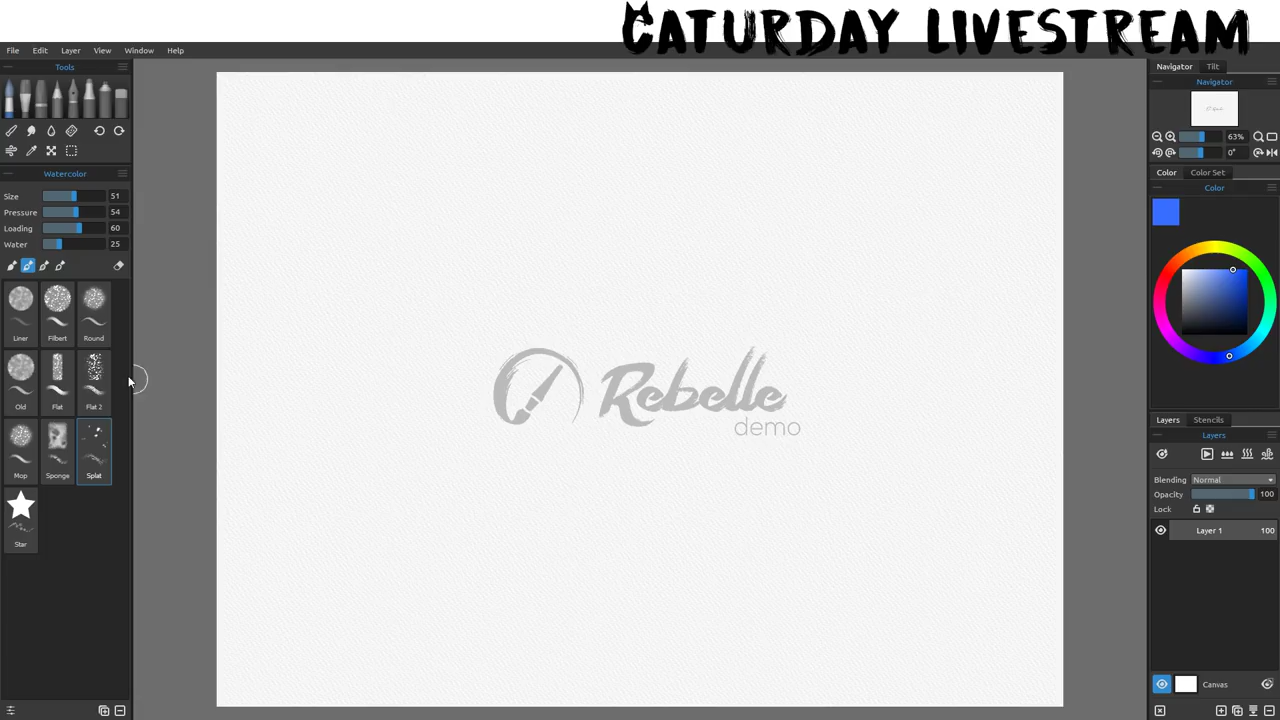 CATURDAY LIVESTREAM
File Edit Layer View Window Help
Tools
Watercolor
Size 51
Pressure 54
Loading 60
Water 25
Liner Filbert Round
Old Flat Flat 2
Mop Sponge Splat
Star
Rebelle
demo
Navigator Tilt
Navigator
63%
0°
Color Color Set
Color
Layers Stencils
Layers
Blending Normal
Opacity 100
Lock
Layer 1 100
Canvas